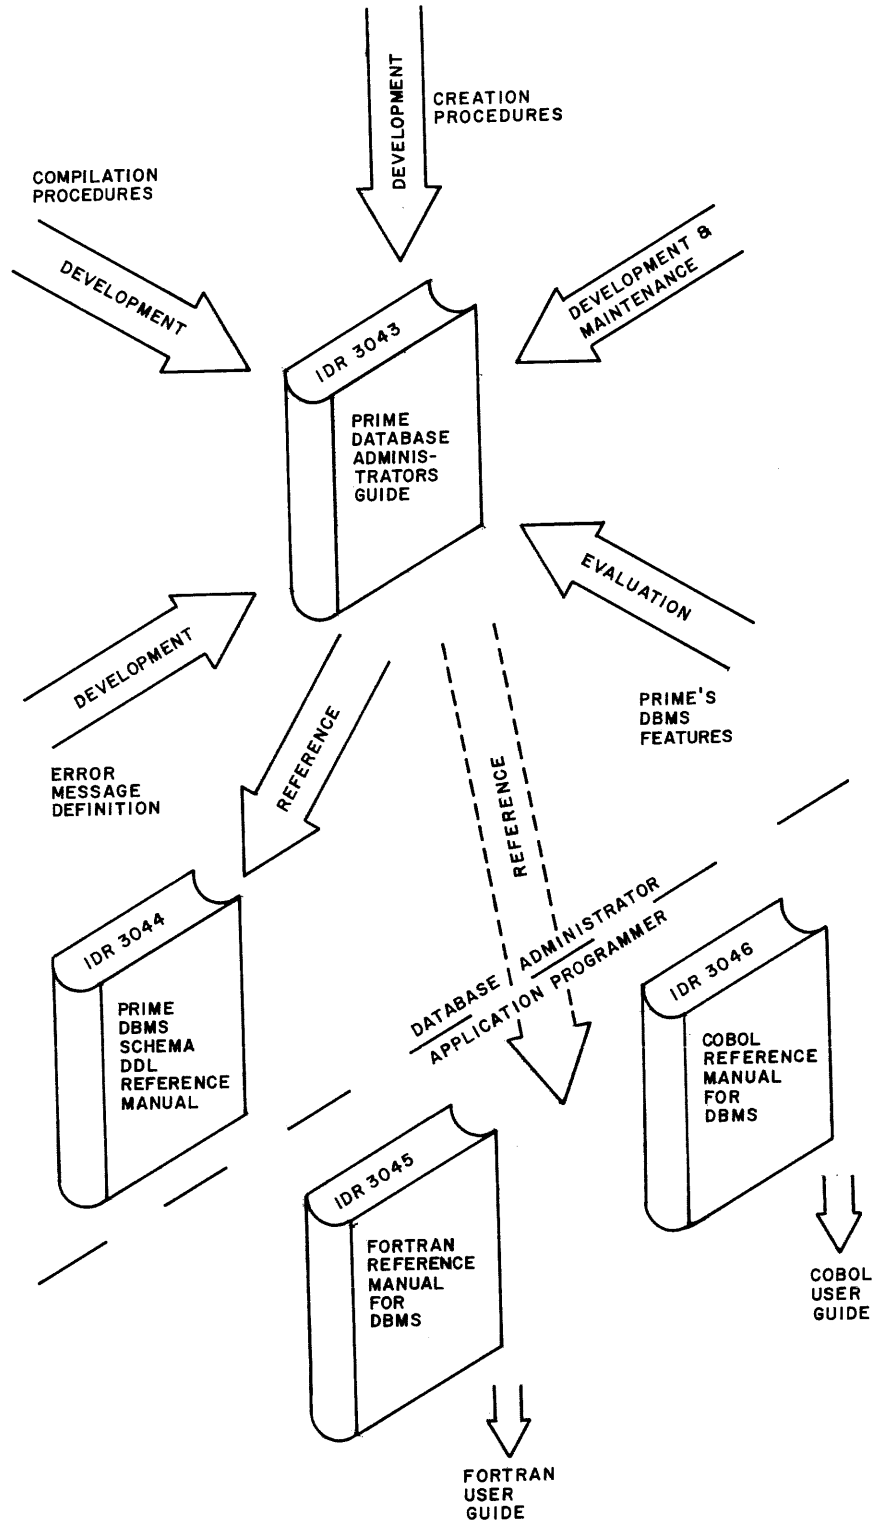 DEVELOPMENT
CREATION
PROCEDURES
COMPILATION
PROCEDURES
DEVELOPMENT
DEVELOPMENT &
MAINTENANCE
IDR 3043
PRIME
DATABASE
ADMINIS-
TRATORS
GUIDE
EVALUATION
PRIME'S
DBMS
FEATURES
DEVELOPMENT
ERROR
MESSAGE
DEFINITION
REFERENCE
REFERENCE
DATABASE ADMINISTRATOR
APPLICATION PROGRAMMER
IDR 3044
PRIME
DBMS
SCHEMA
DDL
REFERENCE
MANUAL
IDR 3046
COBOL
REFERENCE
MANUAL
FOR
DBMS
IDR 3045
FORTRAN
REFERENCE
MANUAL
FOR
DBMS
COBOL
USER
GUIDE
FORTRAN
USER
GUIDE